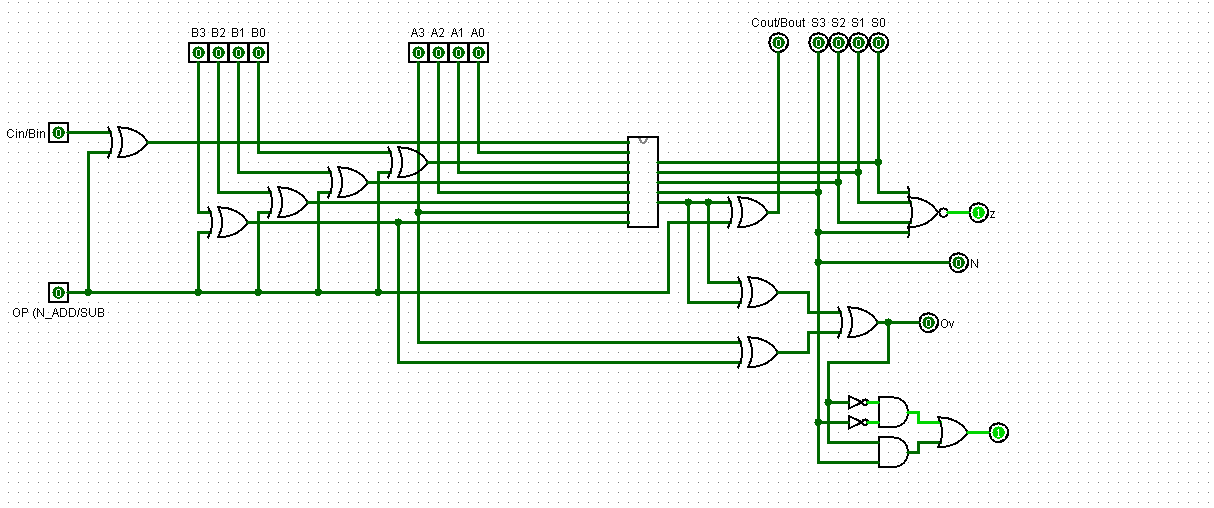 Cout/Bout S3 S2 S1 S0
B3 B2 B1 B0 A3 A2 A1 A0
0 0 0 0 0
0 0 0 0 0 0 0 0
Cin/Bin 0
1 z
0 N
0
OP (N_ADD/SUB
0 Ov
1